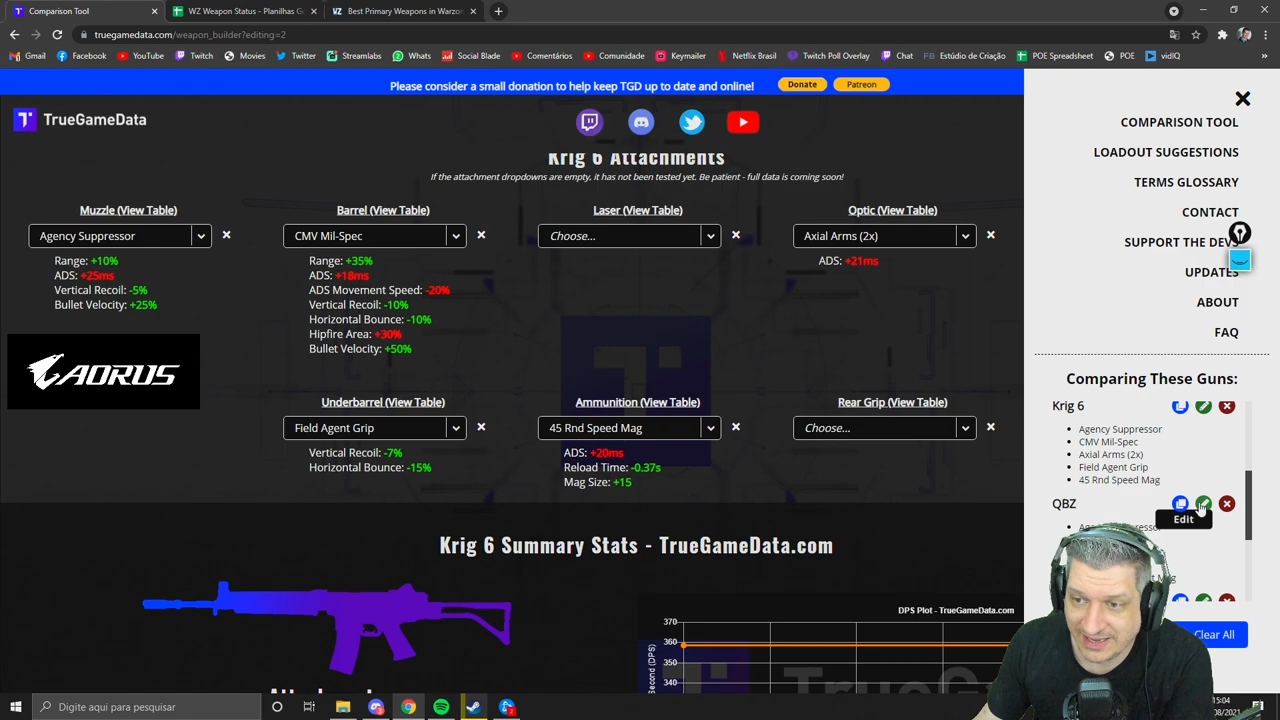 Comparison Tool
WZ Weapon Status - Planilhas G
WZ Best Primary Weapons in Warzo
truegamedata.com/weapon_builder?editing=2
Gmail Facebook YouTube Twitch Movies Twitter Streamlabs Whats Social Blade Comentários Comunidade Keymailer Netflix Brasil Twitch Poll Overlay Chat Estúdio de Criação POE Spreadsheet POE vidIQ
Please consider a small donation to help keep TGD up to date and online! Donate Patreon
TrueGameData
COMPARISON TOOL
LOADOUT SUGGESTIONS
TERMS GLOSSARY
CONTACT
SUPPORT THE DEVS
UPDATES
ABOUT
FAQ
Krig 6 Attachments
If the attachment dropdowns are empty, it has not been tested yet. Be patient - full data is coming soon!
Muzzle (View Table)
Agency Suppressor
Range: +10%
ADS: +25ms
Vertical Recoil: -5%
Bullet Velocity: +25%
Barrel (View Table)
CMV Mil-Spec
Range: +35%
ADS: +18ms
ADS Movement Speed: -20%
Vertical Recoil: -10%
Horizontal Bounce: -10%
Hipfire Area: +30%
Bullet Velocity: +50%
Laser (View Table)
Choose...
Optic (View Table)
Axial Arms (2x)
ADS: +21ms
AORUS
Underbarrel (View Table)
Field Agent Grip
Vertical Recoil: -7%
Horizontal Bounce: -15%
Ammunition (View Table)
45 Rnd Speed Mag
ADS: +20ms
Reload Time: -0.37s
Mag Size: +15
Rear Grip (View Table)
Choose...
Comparing These Guns:
Krig 6
Agency Suppressor
CMV Mil-Spec
Axial Arms (2x)
Field Agent Grip
45 Rnd Speed Mag
QBZ
Edit
Mag
Clear All
Krig 6 Summary Stats - TrueGameData.com
DPS Plot - TrueGameData.com
370
360
350
340
Second (DPS)
Digite aqui para pesquisar
15:04